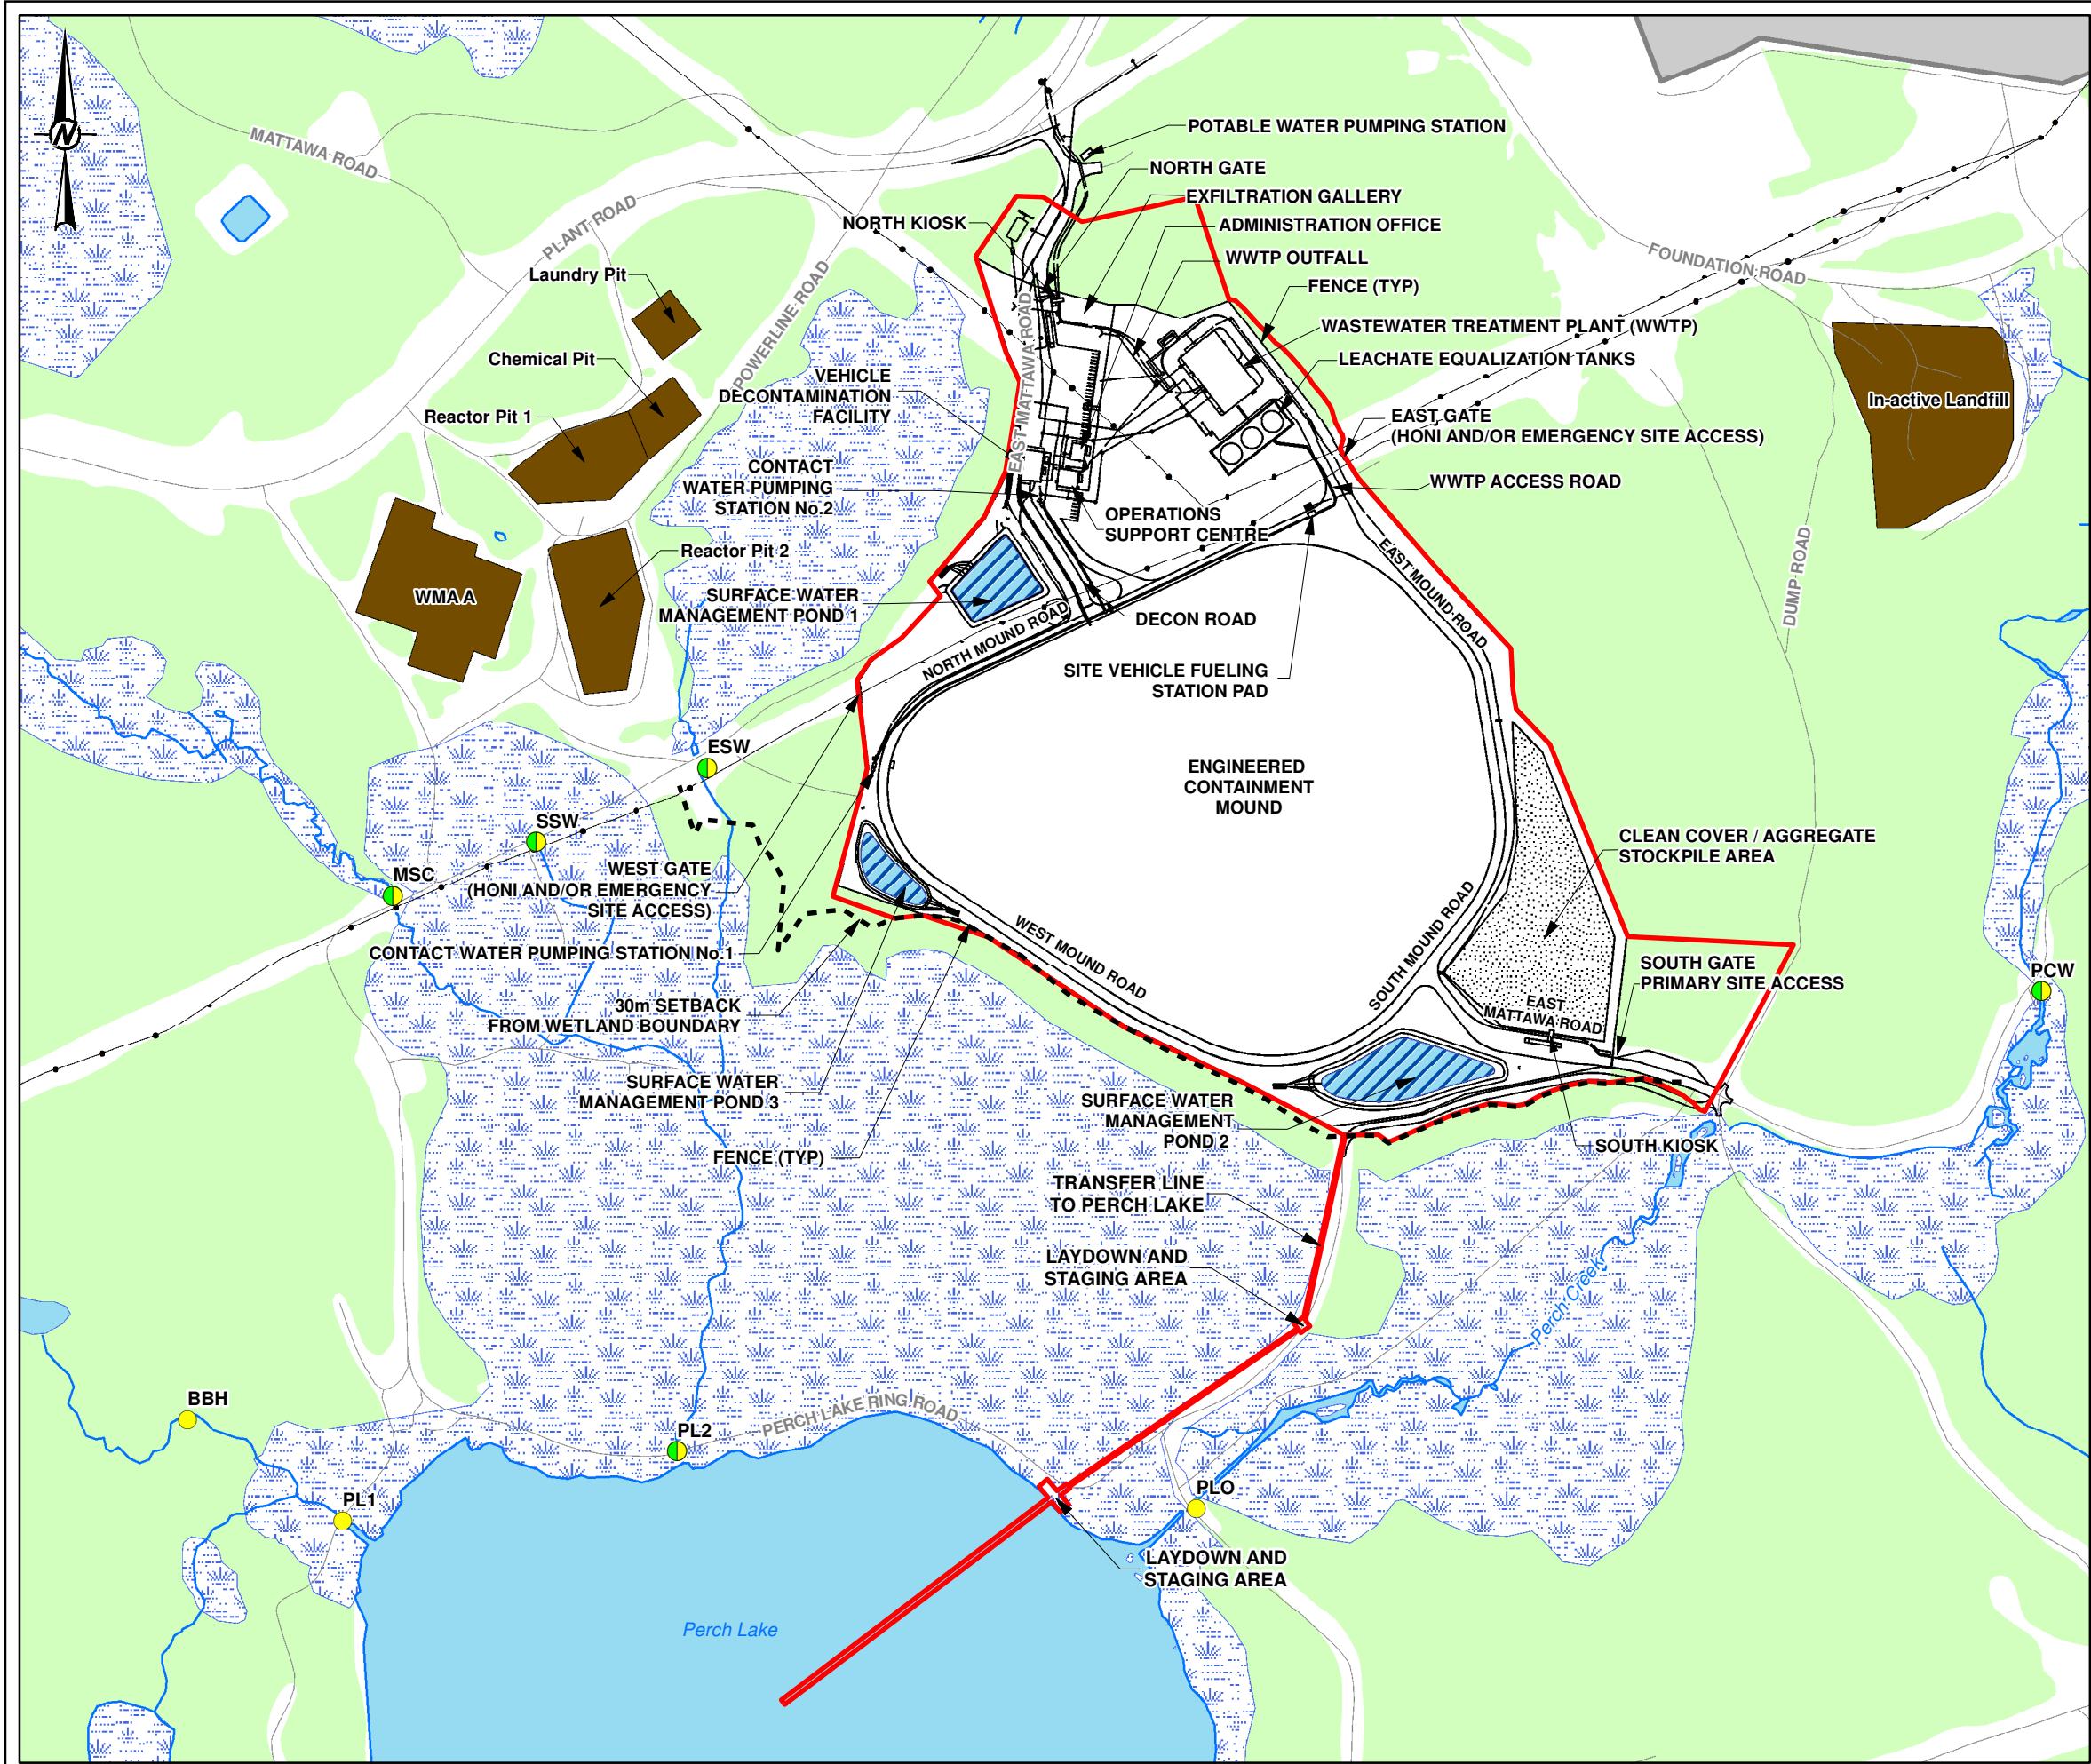 N
MATTAWA ROAD
PLANT ROAD
POWERLINE ROAD
FOUNDATION ROAD
DUMP ROAD
POTABLE WATER PUMPING STATION
NORTH GATE
EXFILTRATION GALLERY
NORTH KIOSK
ADMINISTRATION OFFICE
WWTP OUTFALL
FENCE (TYP)
WASTEWATER TREATMENT PLANT (WWTP)
LEACHATE EQUALIZATION TANKS
Laundry Pit
Chemical Pit
Reactor Pit 1
VEHICLE
DECONTAMINATION
FACILITY
EAST MATTAWA ROAD
In-active Landfill
EAST GATE
(HONI AND/OR EMERGENCY SITE ACCESS)
CONTACT
WATER PUMPING
STATION No.2
WWTP ACCESS ROAD
OPERATIONS
SUPPORT CENTRE
Reactor Pit 2
WMA A
SURFACE WATER
MANAGEMENT POND 1
EAST MOUND ROAD
DECON ROAD
NORTH MOUND ROAD
SITE VEHICLE FUELING
STATION PAD
ESW
SSW
MSC
ENGINEERED
CONTAINMENT
MOUND
CLEAN COVER / AGGREGATE
STOCKPILE AREA
WEST GATE
(HONI AND/OR EMERGENCY
SITE ACCESS)
CONTACT WATER PUMPING STATION No.1
WEST MOUND ROAD
SOUTH MOUND ROAD
SOUTH GATE
PRIMARY SITE ACCESS
PCW
30m SETBACK
FROM WETLAND BOUNDARY
EAST
MATTAWA ROAD
SURFACE WATER
MANAGEMENT POND 3
SURFACE WATER
MANAGEMENT
POND 2
FENCE (TYP)
SOUTH KIOSK
TRANSFER LINE
TO PERCH LAKE
LAYDOWN AND
STAGING AREA
Perch Creek
BBH
PL2
PERCH LAKE RING ROAD
PL1
PLO
LAYDOWN AND
STAGING AREA
Perch Lake